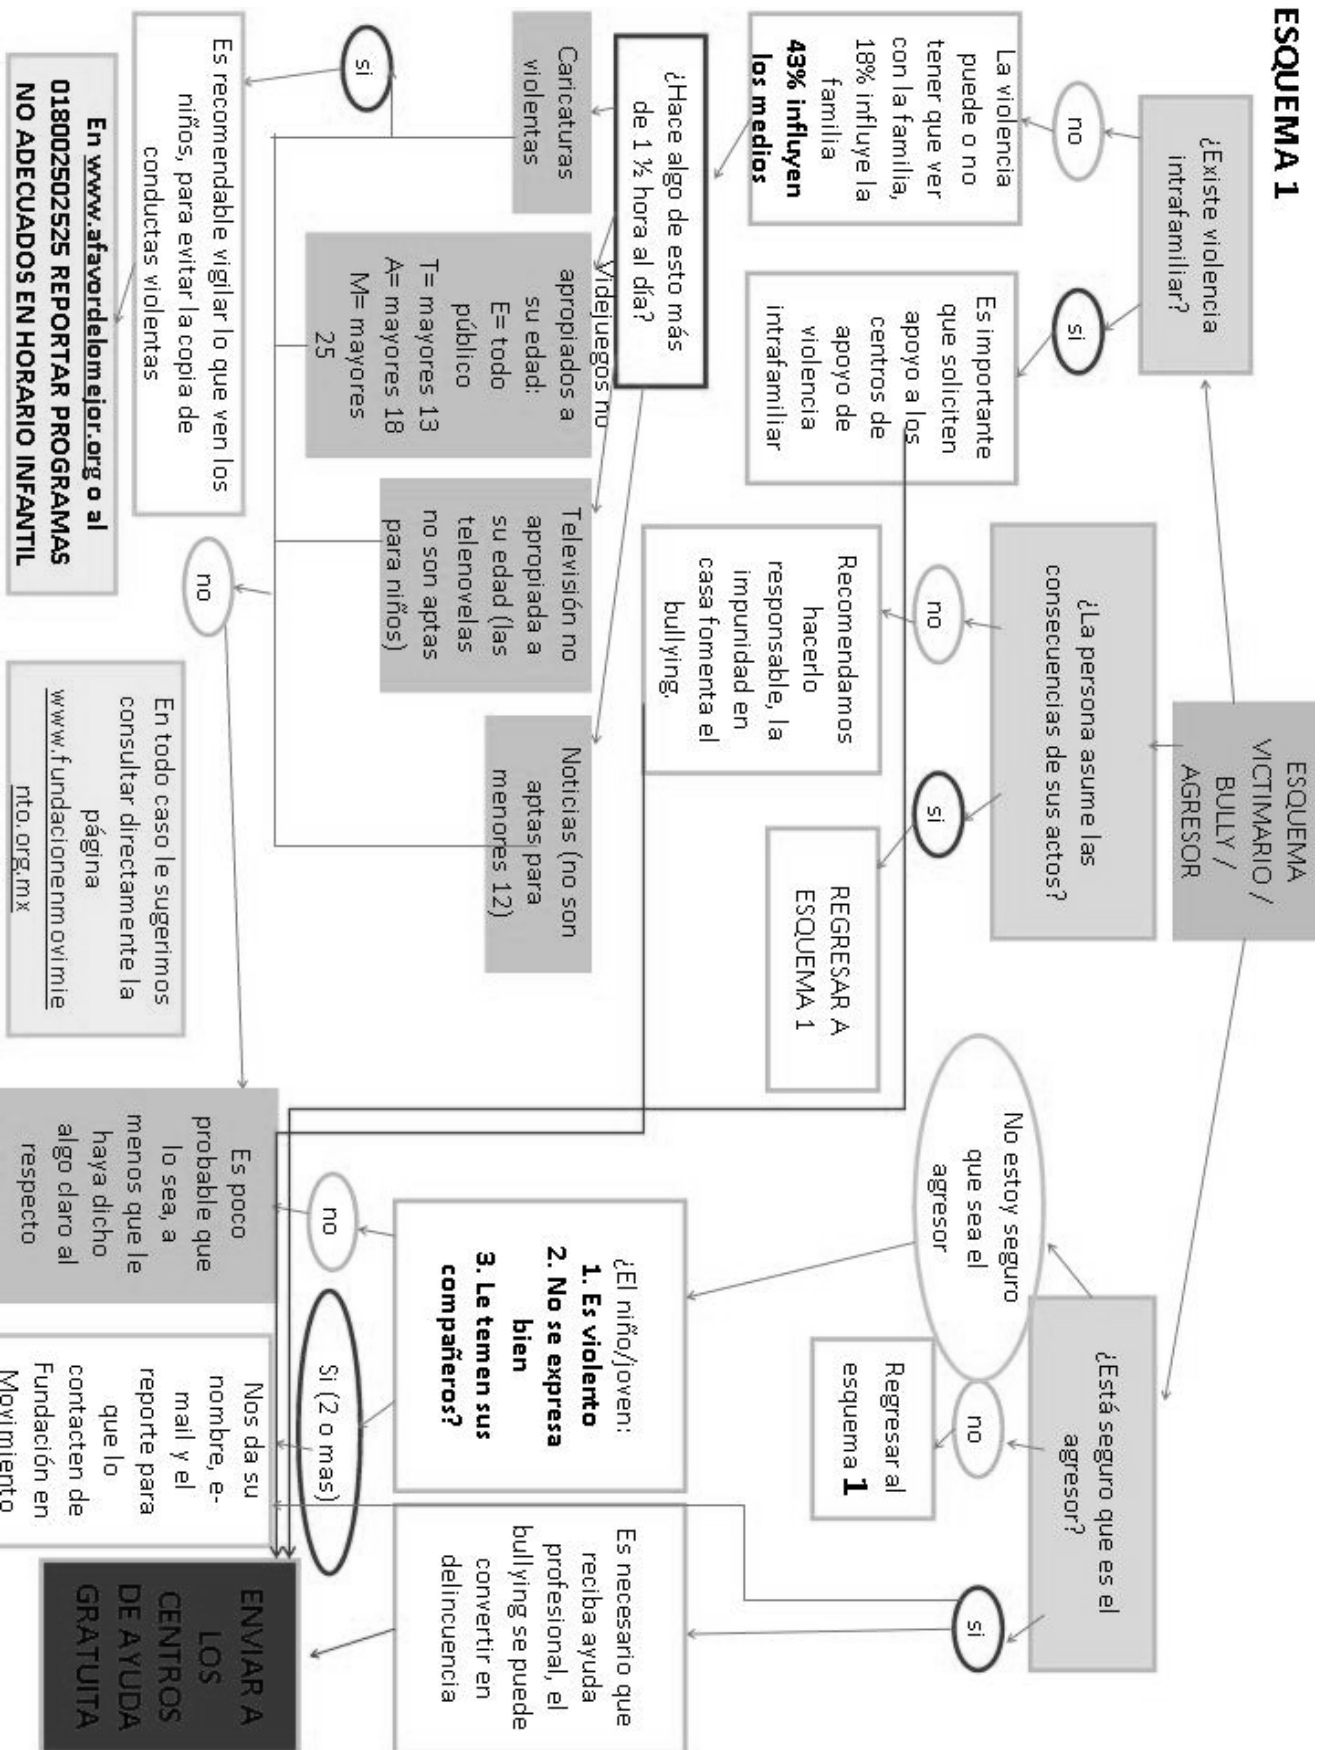 ESQUEMA 1
ESQUEMA
VICTIMARIO /
BULLY /
AGRESOR
¿Existe violencia
intrafamiliar?
no
si
La violencia
puede o no
tener que ver
con la familia,
18% influye la
familia
43% influyen
los medios
Es importante
que soliciten
apoyo a los
centros de
apoyo de
violencia
intrafamiliar
¿La persona asume las
consecuencias de sus actos?
no
si
Recomendamos
hacerlo
responsable, la
impunidad en
casa fomenta el
bullying.
REGRESAR A
ESQUEMA 1
¿Está seguro que es el
agresor?
No estoy seguro
que sea el
agresor
no
si
Regresar al
esquema 1
¿Hace algo de esto más
de 1 ½ hora al día?
Caricaturas
violentas
Videjuegos no
apropiados a
su edad:
E= todo
público
T= mayores 13
A= mayores 18
M= mayores
25
Televisión no
apropiada a
su edad (las
telenovelas
no son aptas
para niños)
Noticias (no son
aptas para
menores 12)
¿El niño/joven:
1. Es violento
2. No se expresa
bien
3. Le temen sus
compañeros?
Es necesario que
reciba ayuda
profesional, el
bullying se puede
convertir en
delincuencia
si
no
no
Si (2 o mas)
Es recomendable vigilar lo que ven los
niños, para evitar la copia de
conductas violentas
En www.afavordelomejor.org o al
018002502525 REPORTAR PROGRAMAS
NO ADECUADOS EN HORARIO INFANTIL
En todo caso le sugerimos
consultar directamente la
página
www.fundacionenmovimie
nto.org.mx
Es poco
probable que
lo sea, a
menos que le
haya dicho
algo claro al
respecto
Nos da su
nombre, e-
mail y el
reporte para
que lo
contacten de
Fundación en
Movimiento
ENVIAR A
LOS
CENTROS
DE AYUDA
GRATUITA